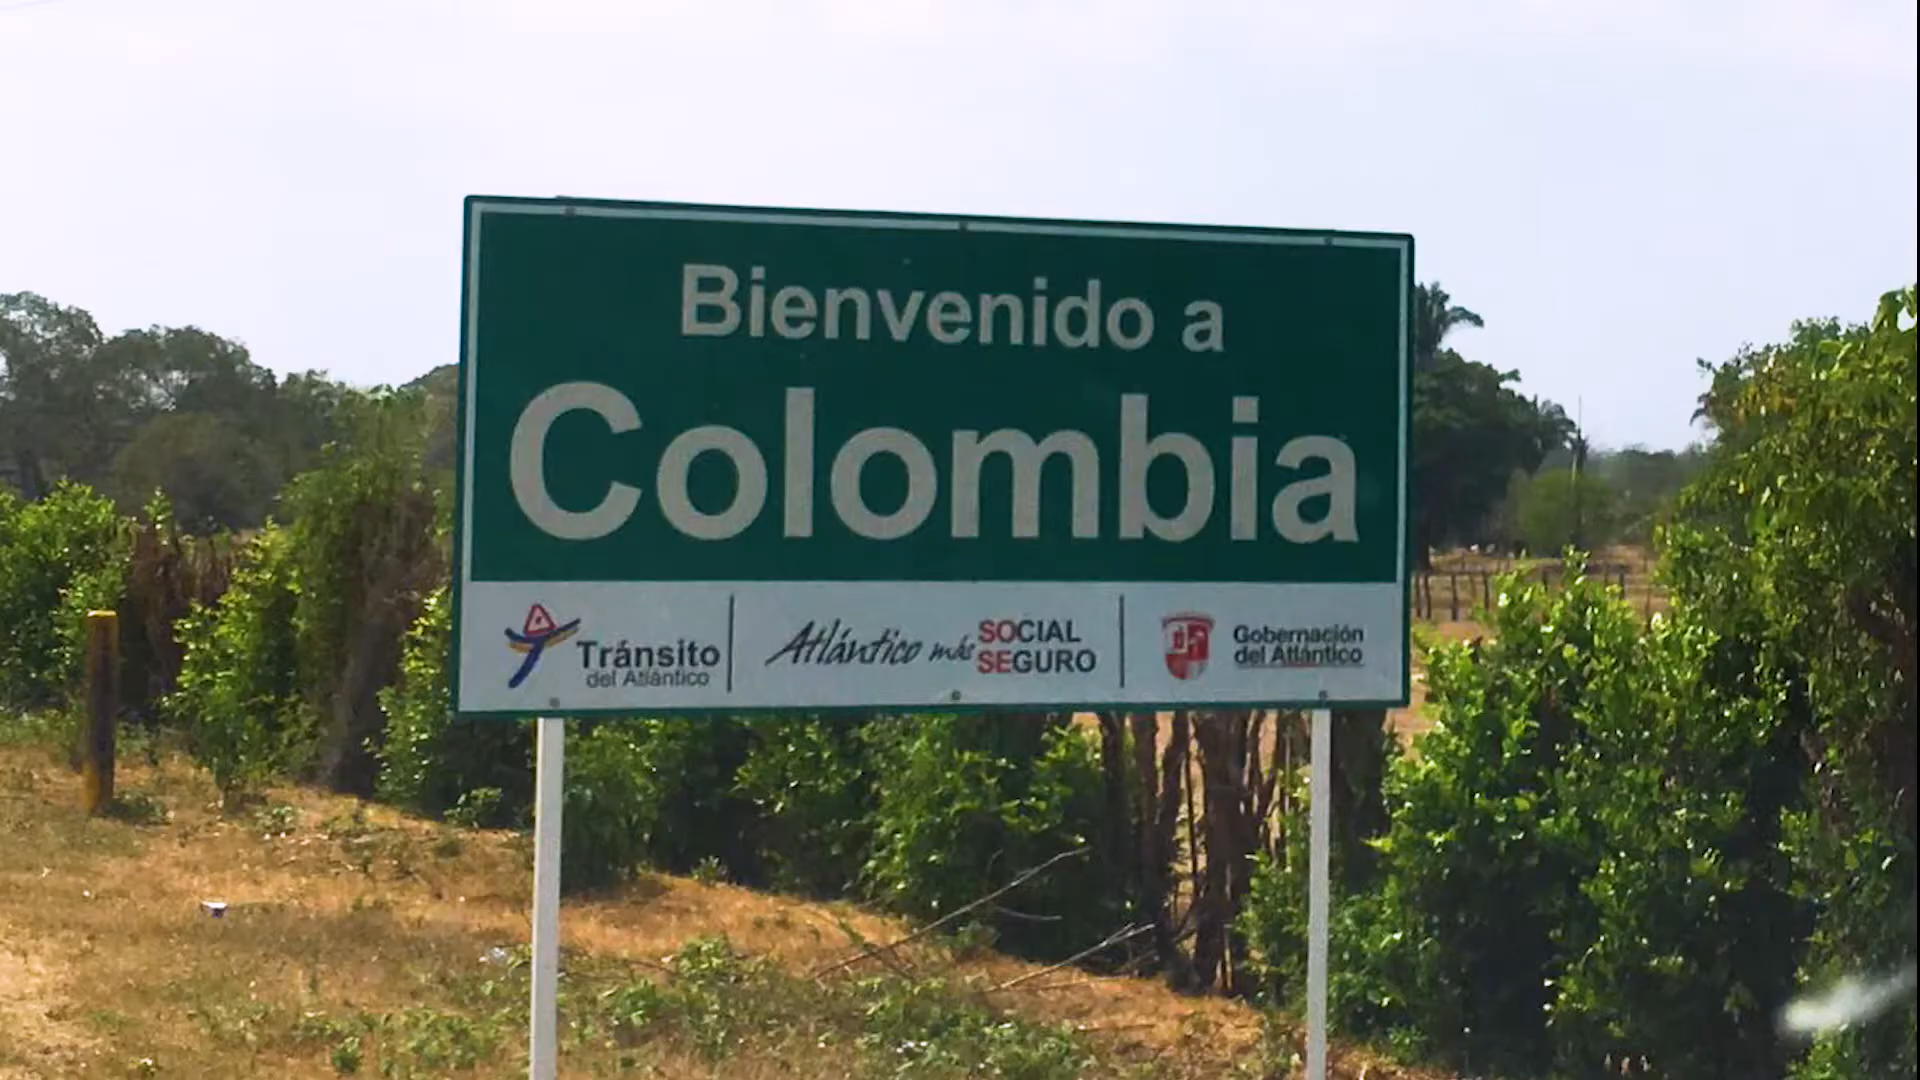 Bienvenido a
Colombia
Tránsito
del Atlántico
Atlántico más SOCIAL
SEGURO
Gobernación
del Atlántico